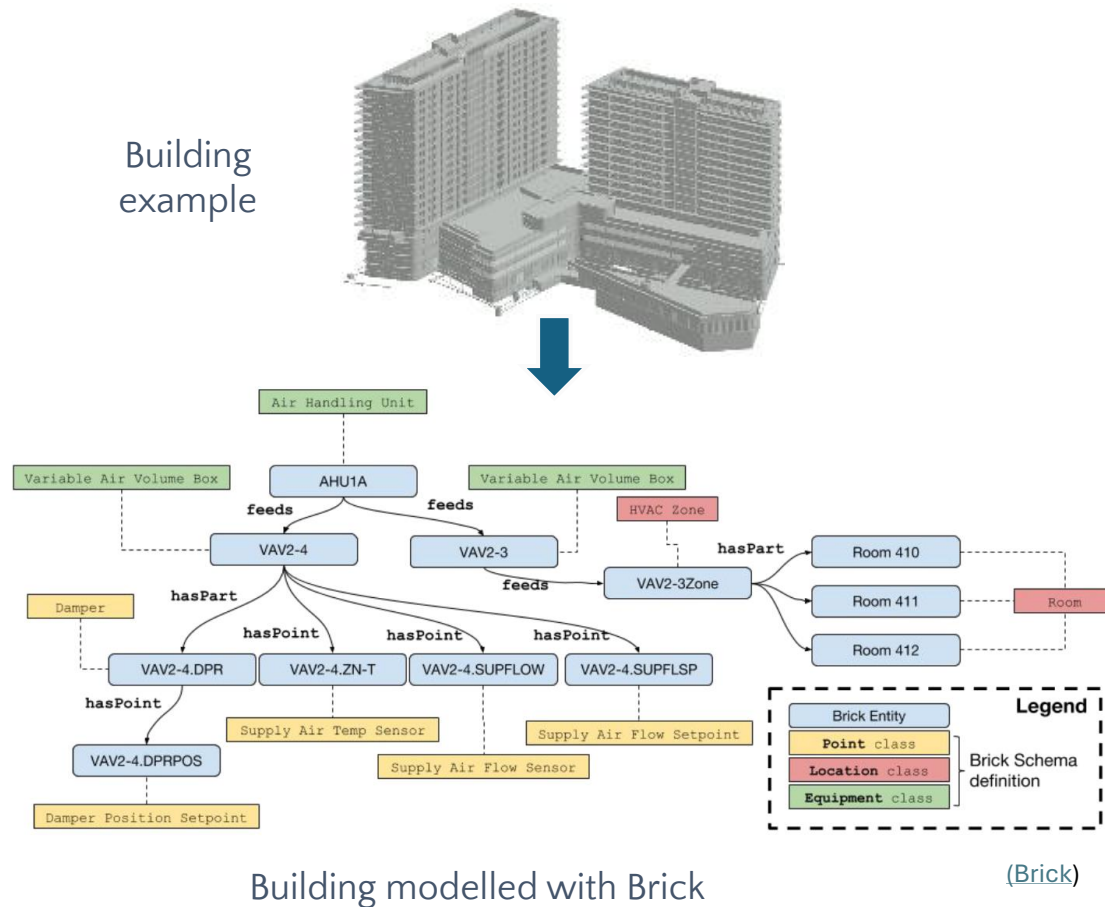 Building
example
Air Handling Unit
Variable Air Volume Box
AHU1A
Variable Air Volume Box
feeds
feeds
HVAC Zone
VAV2-4
VAV2-3
hasPart
Room 410
feeds
VAV2-3Zone
hasPart
Damper
Room 411
Room
hasPoint
hasPoint
hasPoint
Room 412
VAV2-4.DPR
VAV2-4.ZN-T
VAV2-4.SUPFLOW
VAV2-4.SUPFLSP
hasPoint
Legend
Brick Entity
Supply Air Temp Sensor
Supply Air Flow Setpoint
Point class
VAV2-4.DPRPOS
Supply Air Flow Sensor
Location class
Brick Schema
definition
Equipment class
Damper Position Setpoint
Building modelled with Brick
(Brick)